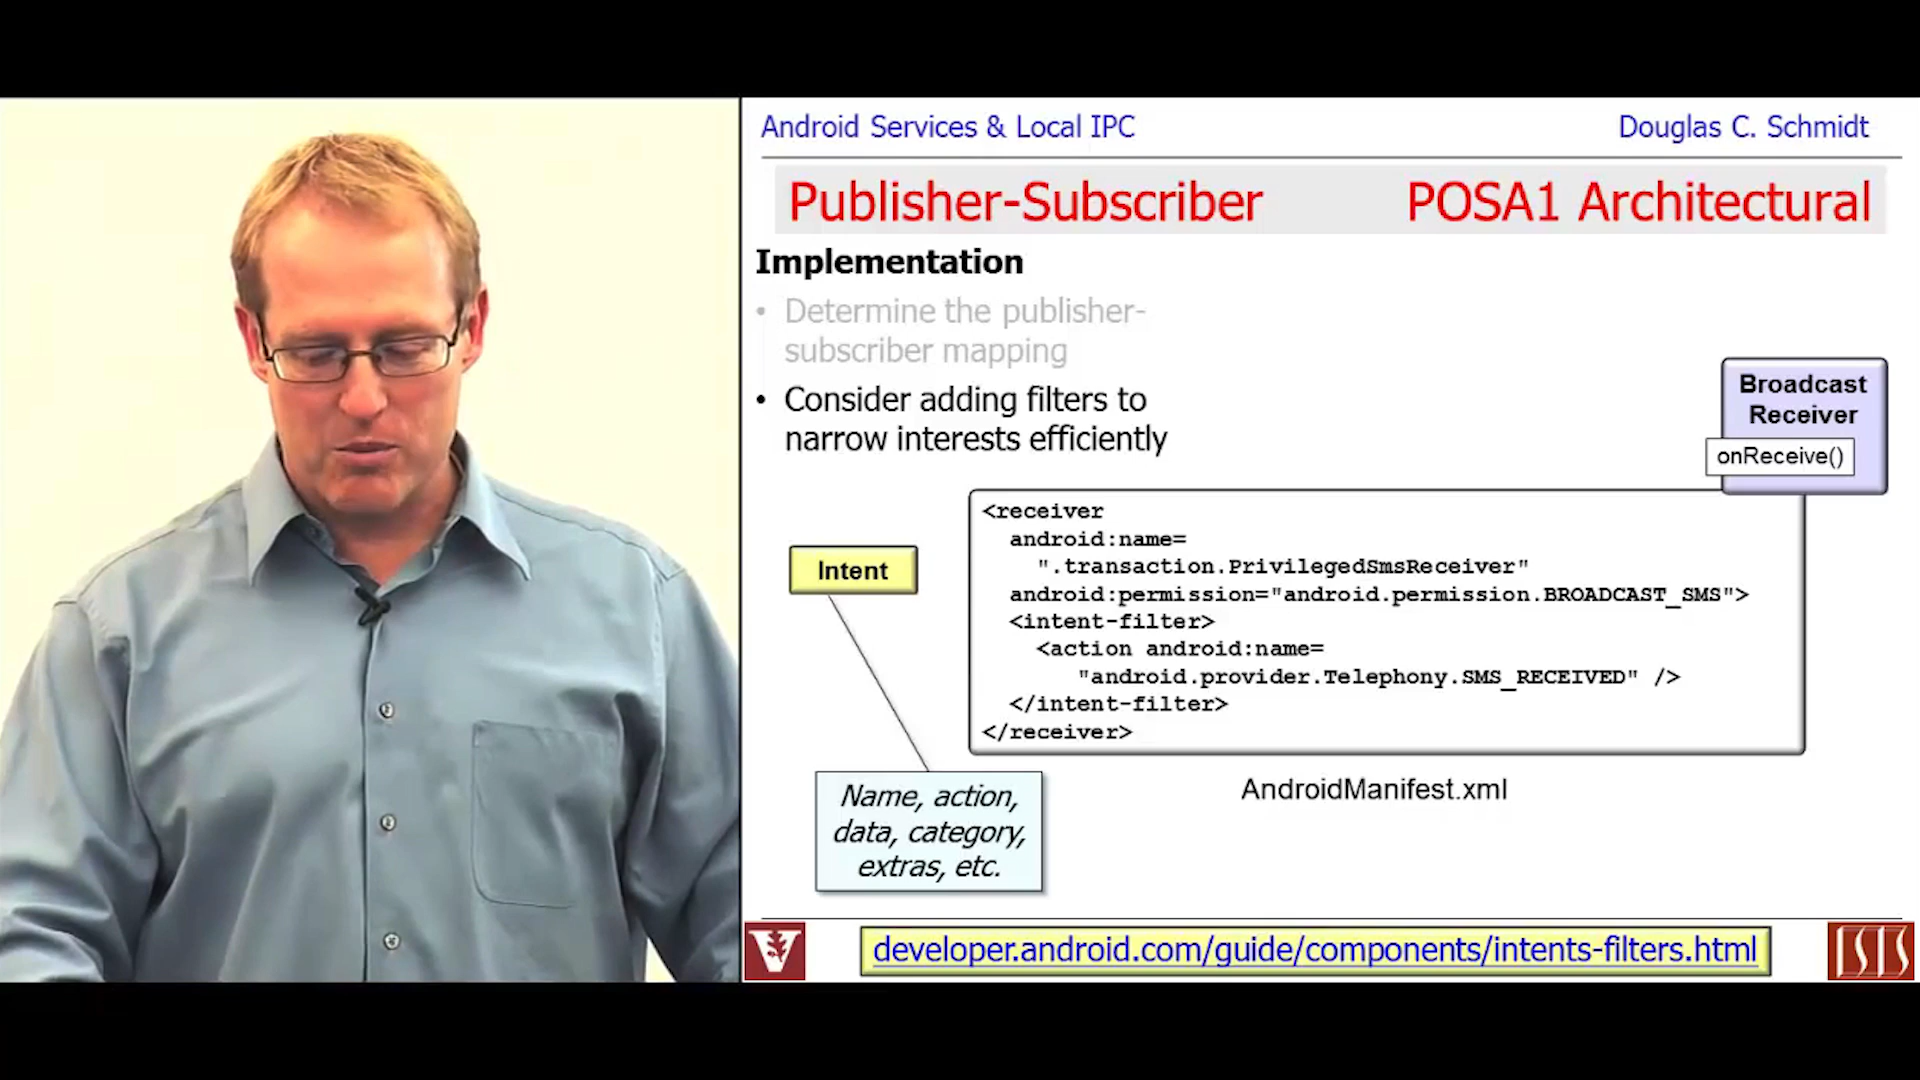 Android Services & Local IPC
Douglas C. Schmidt
Publisher-Subscriber
POSA1 Architectural
Implementation
• Determine the publisher-
subscriber mapping
• Consider adding filters to
narrow interests efficiently
Broadcast
Receiver
onReceive()
Intent
<receiver
android:name=
".transaction.PrivilegedSmsReceiver"
android:permission="android.permission.BROADCAST_SMS">
<intent-filter>
<action android:name=
"android.provider.Telephony.SMS_RECEIVED" />
</intent-filter>
</receiver>
Name, action,
data, category,
extras, etc.
AndroidManifest.xml
V
developer.android.com/guide/components/intents-filters.html
ISIS